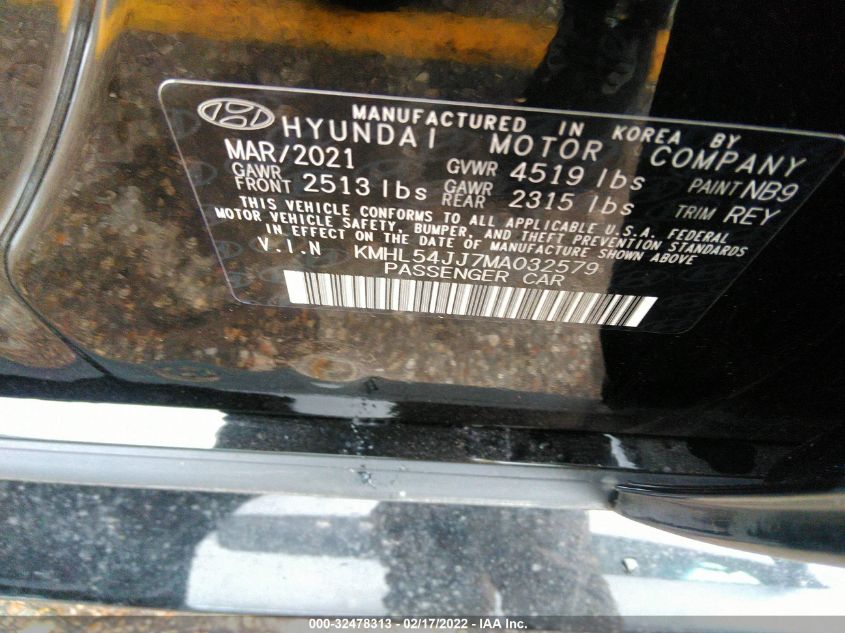 MANUFACTURED IN KOREA BY
HYUNDAI MOTOR COMPANY
MAR/2021 GVWR 4519 lbs PAINT NB9
GAWR FRONT 2513 lbs GAWR REAR 2315 lbs TRIM REY
THIS VEHICLE CONFORMS TO ALL APPLICABLE U.S.A. FEDERAL
MOTOR VEHICLE SAFETY, BUMPER, AND THEFT PREVENTION STANDARDS
IN EFFECT ON THE DATE OF MANUFACTURE SHOWN ABOVE
V.I.N KMHL54JJ7MA032579
PASSENGER CAR
000-32478313 - 02/17/2022 - IAA Inc.